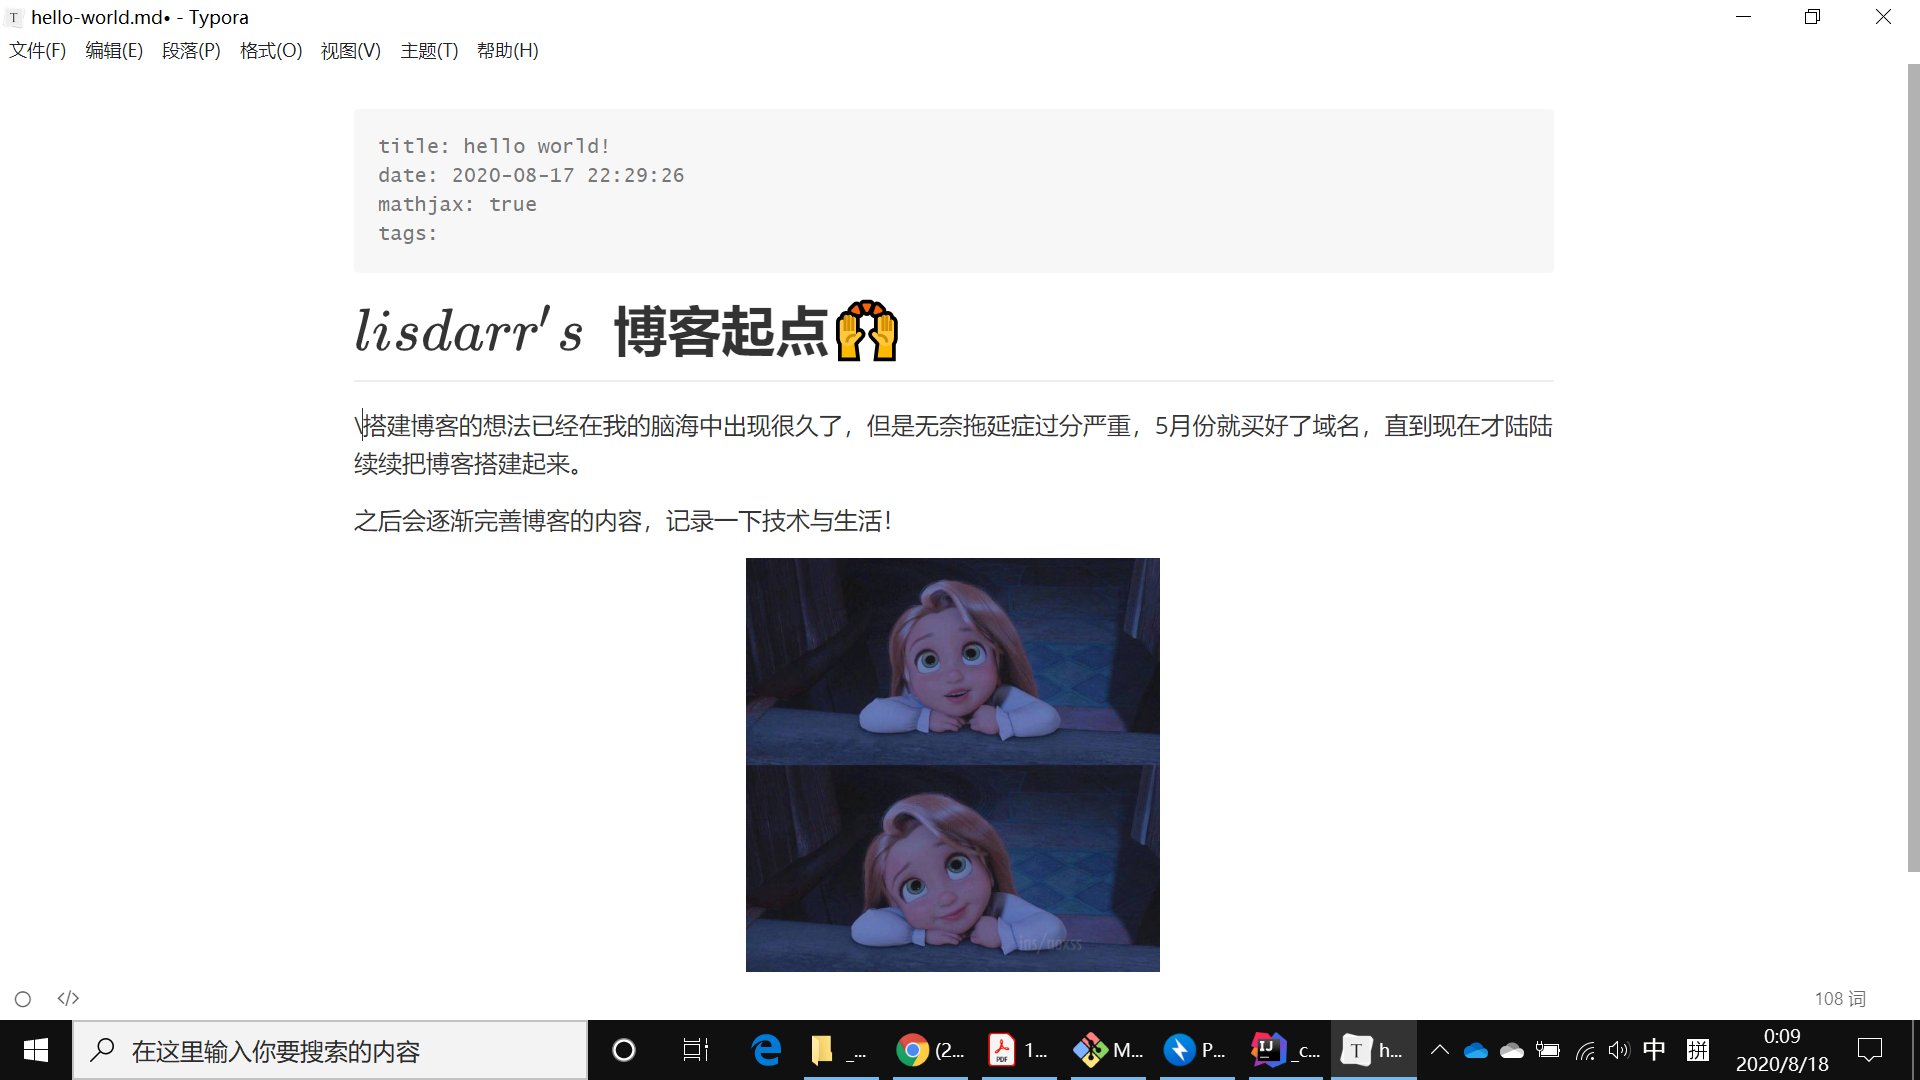 hello-world.md• - Typora
文件(F) 编辑(E) 段落(P) 格式(O) 视图(V) 主题(T) 帮助(H)
title: hello world!
date: 2020-08-17 22:29:26
mathjax: true
tags:
lisdarr's 博客起点🙌
\搭建博客的想法已经在我的脑海中出现很久了，但是无奈拖延症过分严重，5月份就买好了域名，直到现在才陆陆
续续把博客搭建起来。
之后会逐渐完善博客的内容，记录一下技术与生活！
ins/noxss
</> 108 词
在这里输入你要搜索的内容 _... (2... 1... M... P... _c... h... 中 拼 0:09
2020/8/18